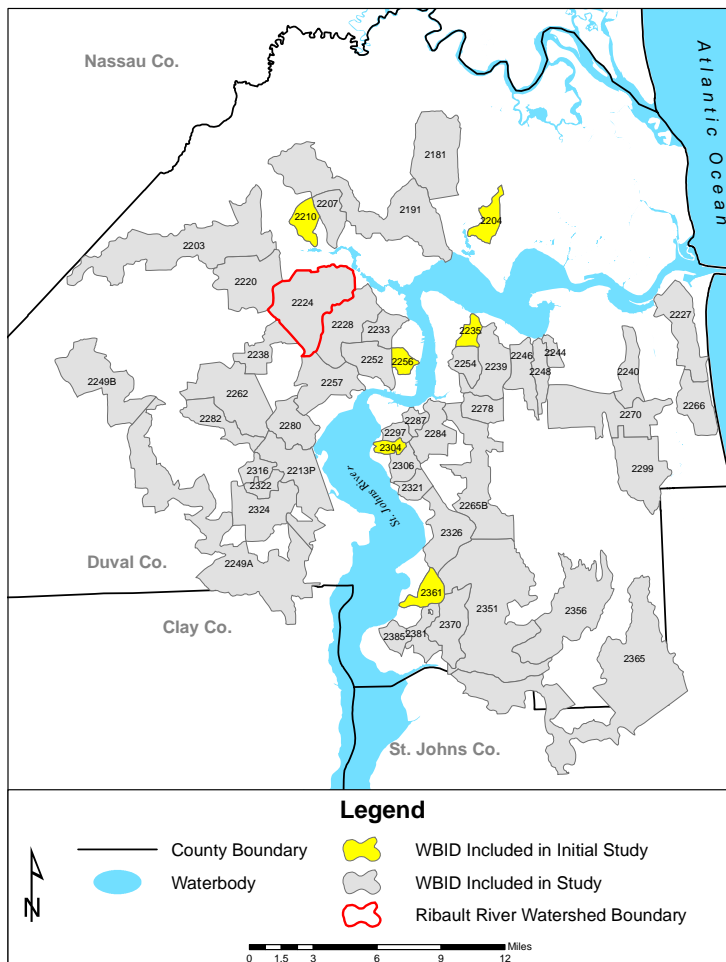 Nassau Co.
Atlantic Ocean
2181
2207
2210
2191
2204
2203
2220
2224
2227
2228
2233
2235
2238
2252
2256
2254
2239
2246
2244
2248
2240
2249B
2257
2262
2278
2270
2266
2282
2287
2280
2297
2284
2304
2299
2316
2213P
2306
2322
2321
St. Johns River
2324
2265B
2326
Duval Co.
2249A
2361
2356
Clay Co.
2351
2370
2385
2381
2365
St. Johns Co.
Legend
County Boundary
WBID Included in Initial Study
Waterbody
WBID Included in Study
Ribault River Watershed Boundary
N
Miles
0 1.5 3 6 9 12